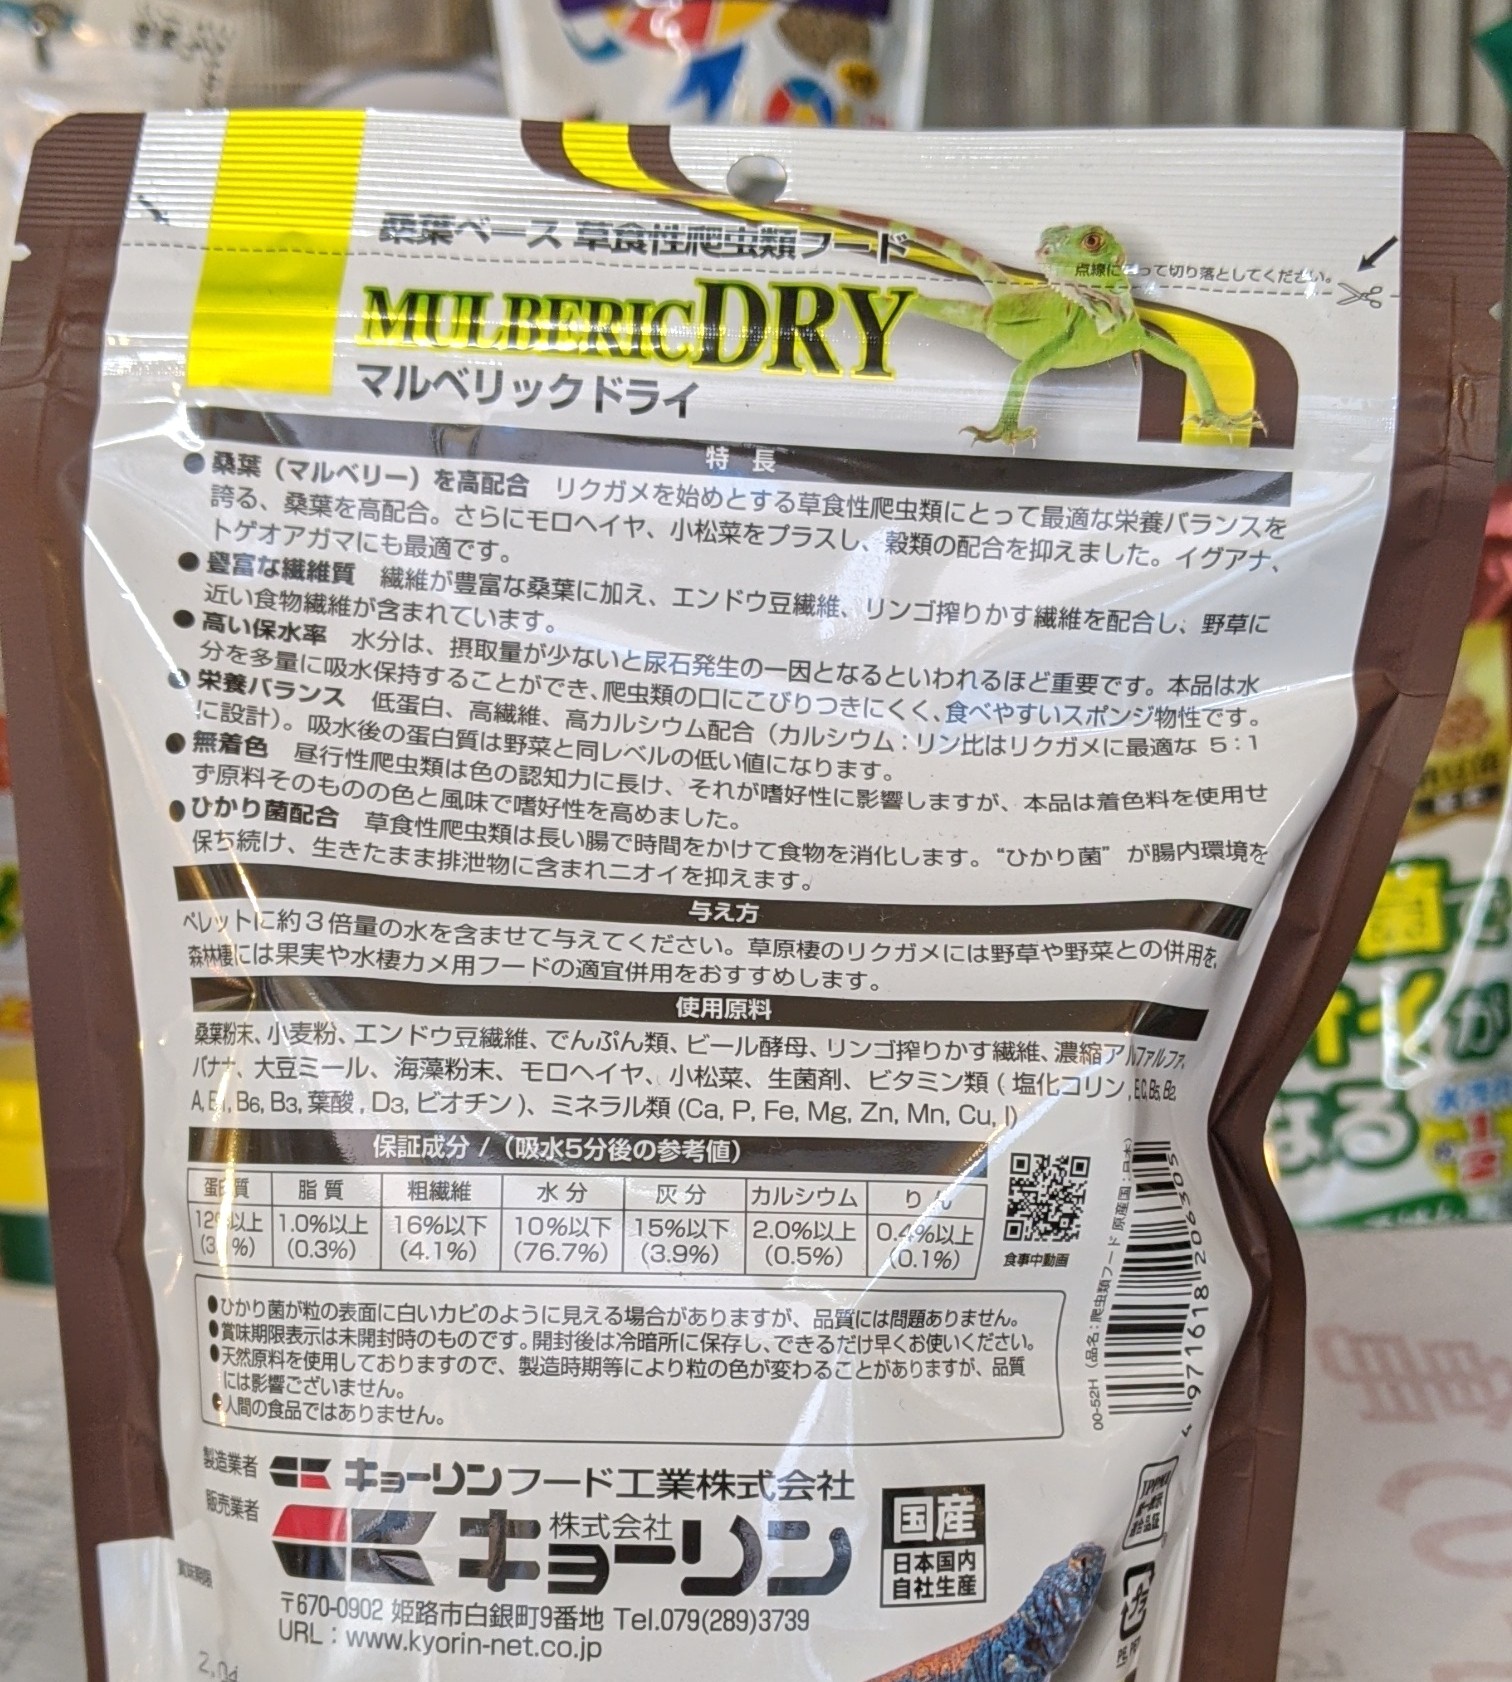 桑葉ベース 草食性爬虫類フード
点線に って切り落としてください。
MULBERICDRY
マルベリックドライ
特長
●桑葉（マルベリー）を高配合 リクガメを始めとする草食性爬虫類にとって最適な栄養バランスを
誇る、桑葉を高配合。さらにモロヘイヤ、小松菜をプラスし、穀類の配合を抑えました。イグアナ、
トゲオアガマにも最適です。
●豊富な繊維質 繊維が豊富な桑葉に加え、エンドウ豆繊維、リンゴ搾りかす繊維を配合し、野草に
近い食物繊維が含まれています。
●高い保水率 水分は、摂取量が少ないと尿石発生の一因となるといわれるほど重要です。本品は水
分を多量に吸水保持することができ、爬虫類の口にこびりつきにくく、食べやすいスポンジ物性です。
●栄養バランス 低蛋白、高繊維、高カルシウム配合（カルシウム：リン比はリクガメに最適な 5：1
に設計）。吸水後の蛋白質は野菜と同レベルの低い値になります。
●無着色 昼行性爬虫類は色の認知力に長け、それが嗜好性に影響しますが、本品は着色料を使用せ
ず原料そのものの色と風味で嗜好性を高めました。
●ひかり菌配合 草食性爬虫類は長い腸で時間をかけて食物を消化します。“ひかり菌”が腸内環境を
保ち続け、生きたまま排泄物に含まれニオイを抑えます。
与え方
ペレットに約3倍量の水を含ませて与えてください。草原棲のリクガメには野草や野菜との併用を、
森林棲には果実や水棲カメ用フードの適宜併用をおすすめします。
使用原料
桑葉粉末、小麦粉、エンドウ豆繊維、でんぷん類、ビール酵母、リンゴ搾りかす繊維、濃縮アルファルファ、
バナナ、大豆ミール、海藻粉末、モロヘイヤ、小松菜、生菌剤、ビタミン類 ( 塩化コリン, E, C, B5, B2,
A, B1, B6, B3, 葉酸 , D3, ビオチン )、ミネラル類 (Ca, P, Fe, Mg, Zn, Mn, Cu, I)
保証成分 /（吸水5分後の参考値）
蛋白質 脂質 粗繊維 水分 灰分 カルシウム りん
12%以上 1.0%以上 16%以下 10%以下 15%以下 2.0%以上 0.4%以上
(0.3%) (4.1%) (76.7%) (3.9%) (0.5%) (0.1%)
食事中動画
00-52H（品名：爬虫類フード 原産国：日本）
4 971618 206305
●ひかり菌が粒の表面に白いカビのように見える場合がありますが、品質には問題ありません。
●賞味期限表示は未開封時のものです。開封後は冷暗所に保存し、できるだけ早くお使いください。
●天然原料を使用しておりますので、製造時期等により粒の色が変わることがありますが、品質
には影響ございません。
●人間の食品ではありません。
製造業者 キョーリンフード工業株式会社
販売業者 株式会社 キョーリン
国産
日本国内
自社生産
〒670-0902 姫路市白銀町9番地 Tel.079(289)3739
URL：www.kyorin-net.co.jp
賞味期限
菌で
が
なる
1
2